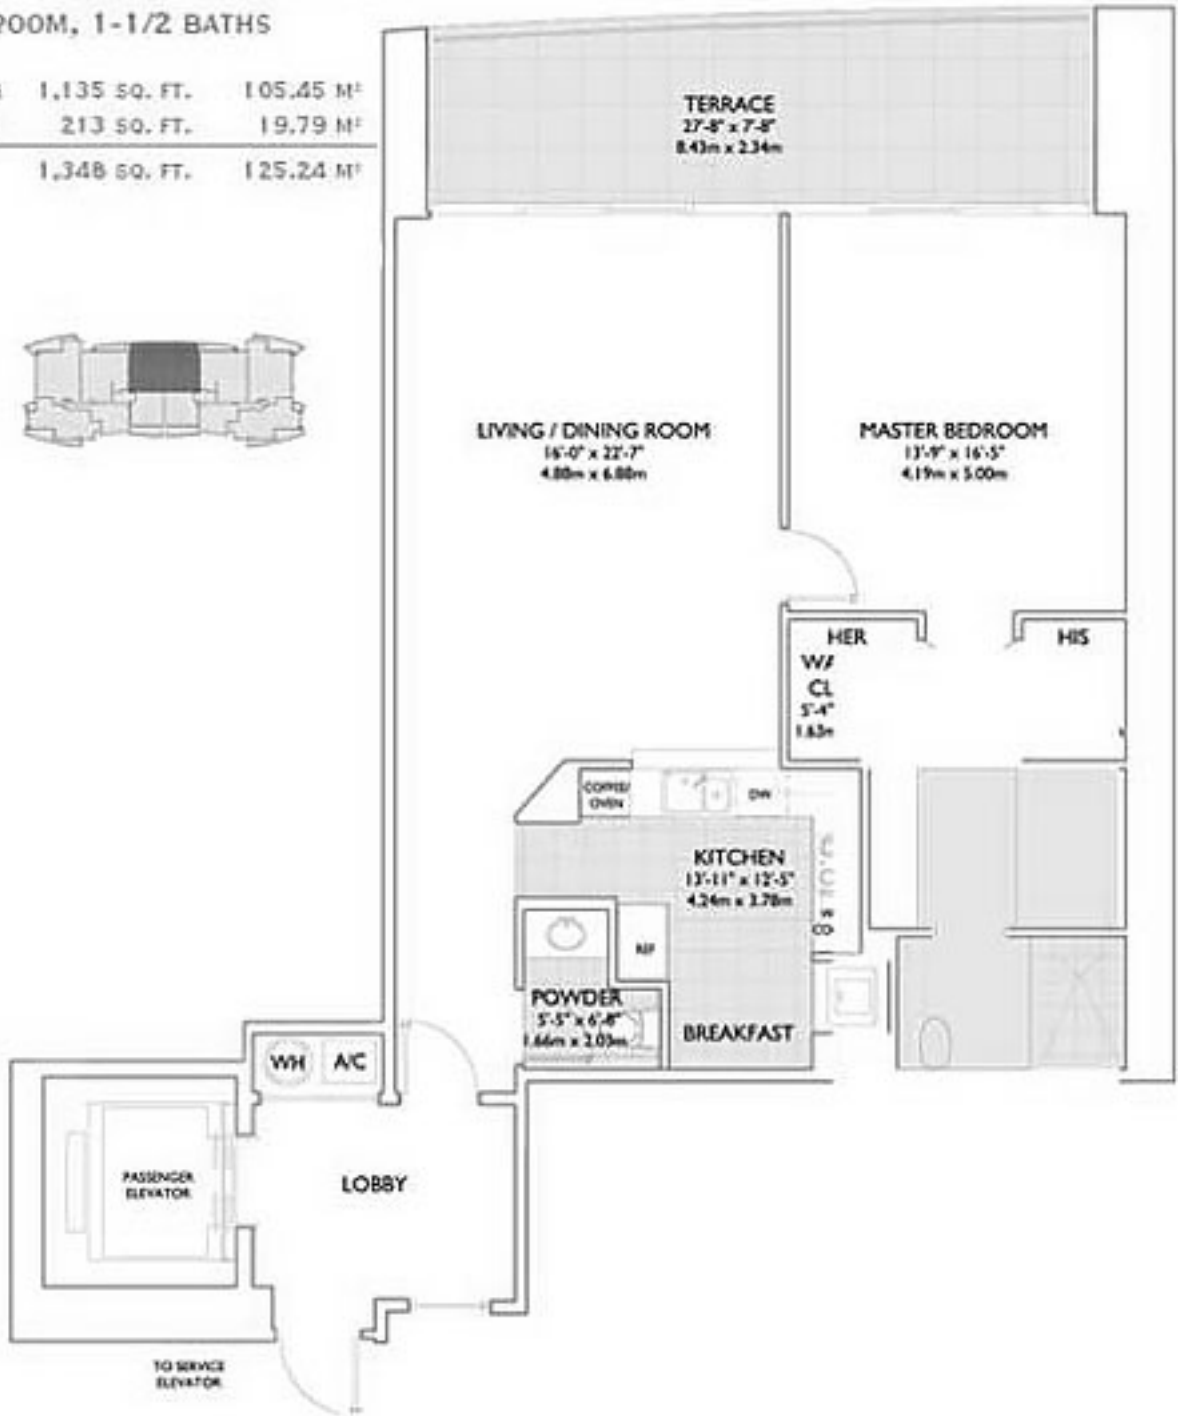 ROOM, 1-1/2 BATHS
1,135 SQ. FT. 105.45 M²
213 SQ. FT. 19.79 M²
1,348 SQ. FT. 125.24 M²
TERRACE
27'-8" x 7'-8"
8.43m x 2.34m
LIVING / DINING ROOM
16'-0" x 22'-7"
4.88m x 6.88m
MASTER BEDROOM
13'-9" x 16'-5"
4.19m x 5.00m
HER
HIS
WA
CL
5'-4"
1.63m
COFFEE/
OVEN
DW
KITCHEN
13'-11" x 12'-5"
4.24m x 3.78m
CO
REF
POWDER
5'-5" x 6'-8"
1.66m x 2.03m
BREAKFAST
WH
A/C
PASSENGER
ELEVATOR
LOBBY
TO SERVICE
ELEVATOR